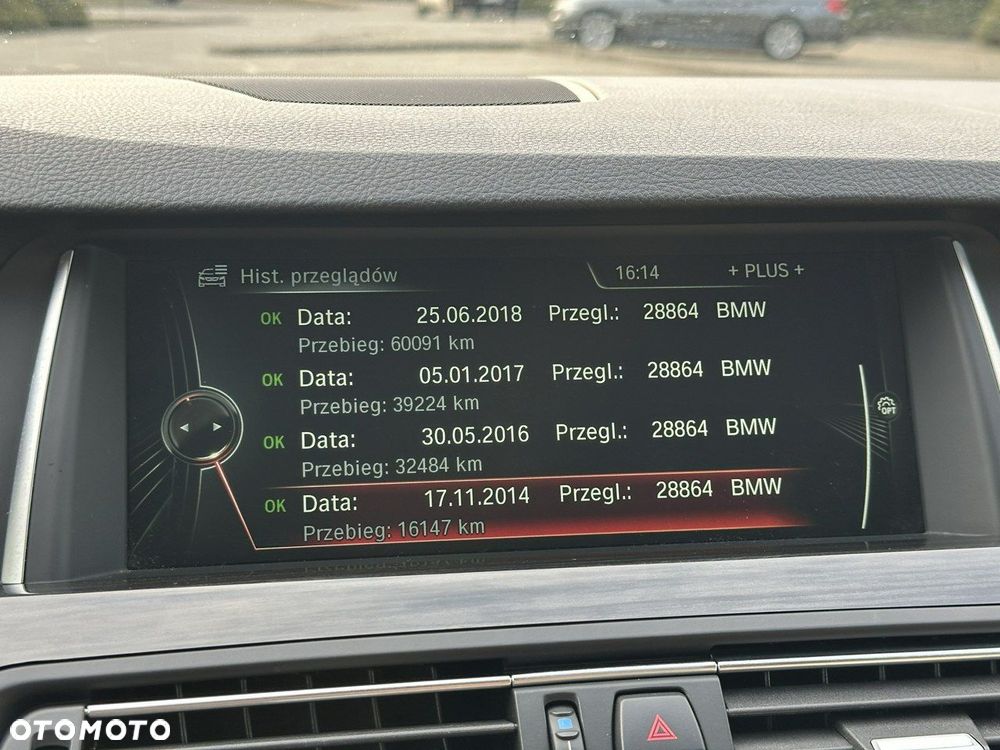 Hist. przeglądów 16:14 + PLUS +
OK Data: 25.06.2018 Przegl.: 28864 BMW
Przebieg: 60091 km
OK Data: 05.01.2017 Przegl.: 28864 BMW
Przebieg: 39224 km
OPT
OK Data: 30.05.2016 Przegl.: 28864 BMW
Przebieg: 32484 km
OK Data: 17.11.2014 Przegl.: 28864 BMW
Przebieg: 16147 km
OTOMOTO